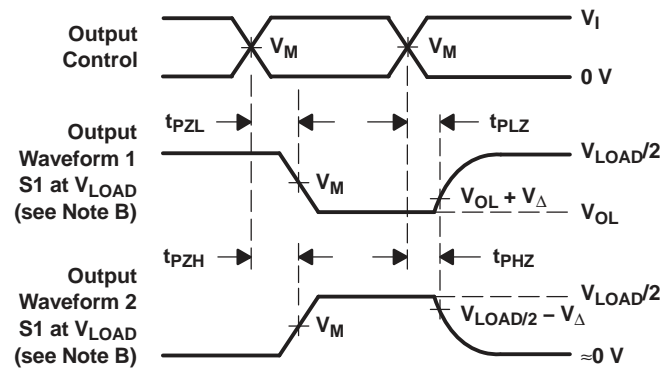 Output
Control
V_M
V_M
V_I
0 V
t_PZL
t_PLZ
Output
Waveform 1
S1 at V_LOAD
(see Note B)
V_M
V_LOAD/2
V_OL + V_Δ
V_OL
t_PZH
t_PHZ
Output
Waveform 2
S1 at V_LOAD
(see Note B)
V_M
V_LOAD/2
V_LOAD/2 – V_Δ
≈0 V